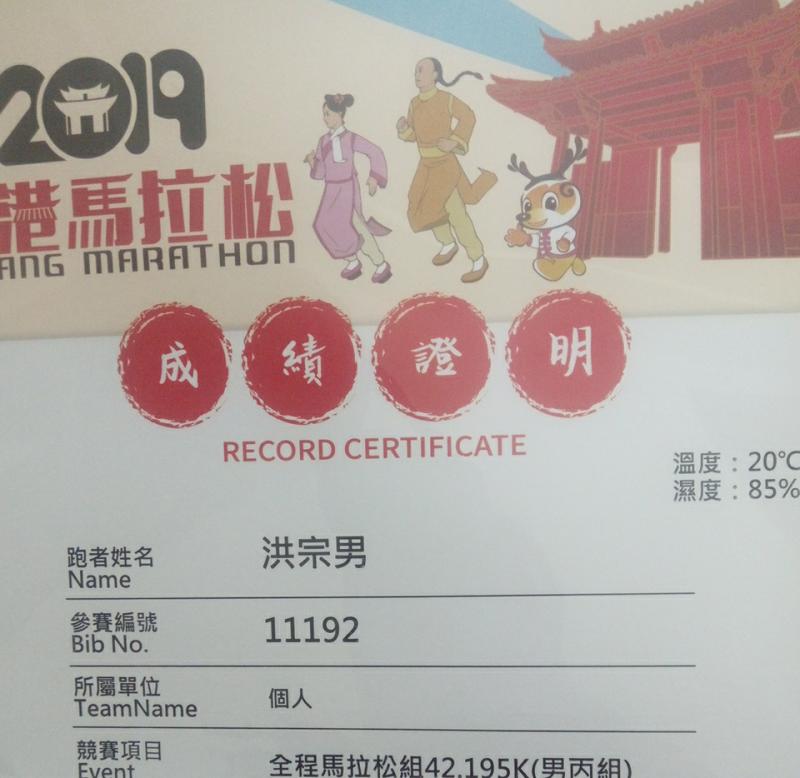 2019
港馬拉松
ANG MARATHON
成績證明
RECORD CERTIFICATE
溫度：20℃
濕度：85%
跑者姓名 洪宗男
Name
參賽編號 11192
Bib No.
所屬單位 個人
TeamName
競賽項目 全程馬拉松組42.195K(男丙組)
Event